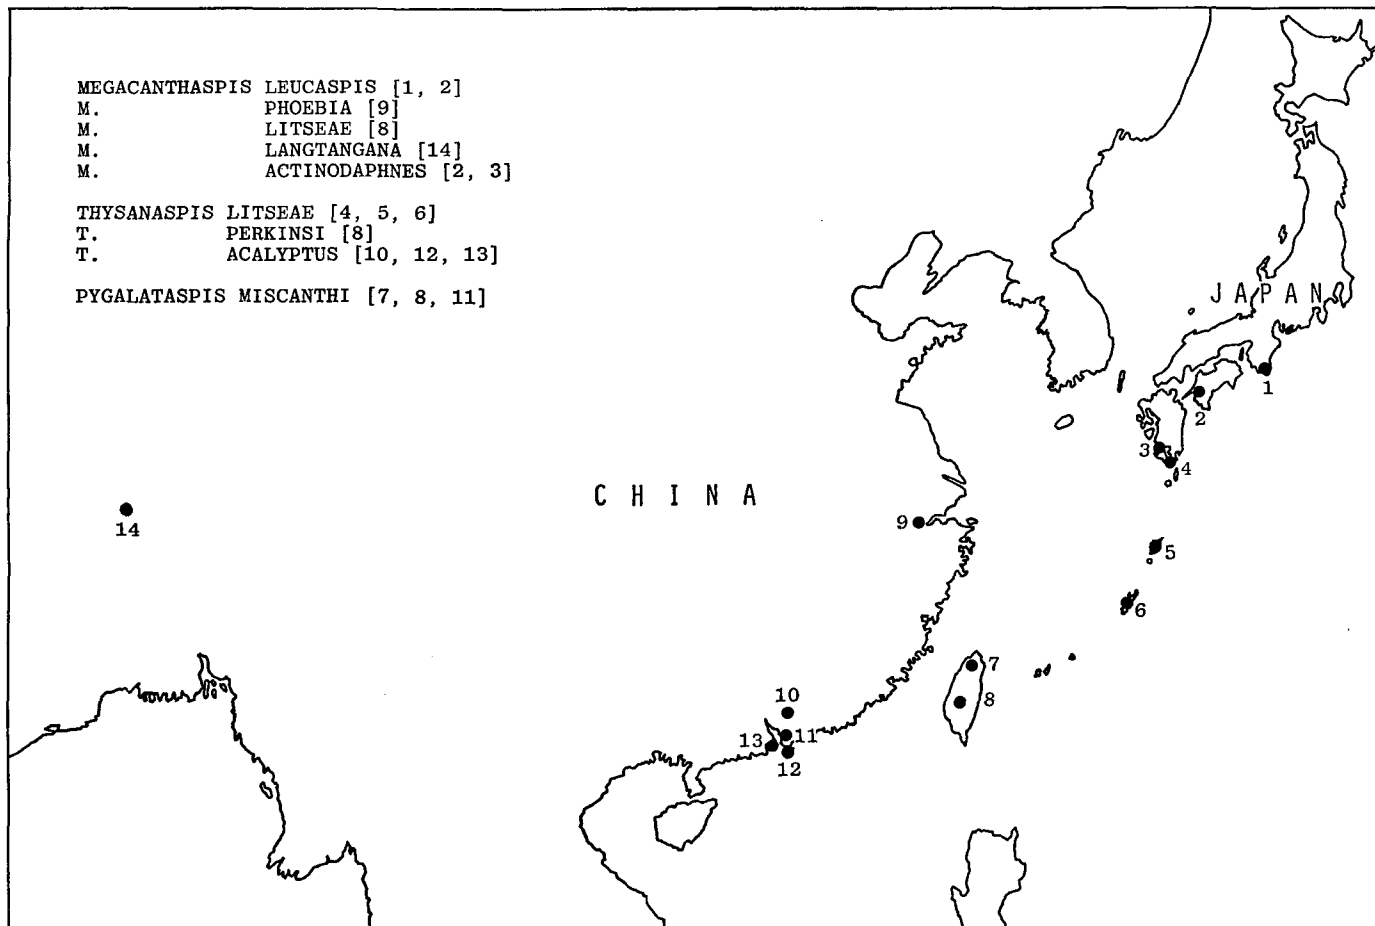 MEGACANTHASPIS LEUCASPIS [1, 2]
M. PHOEBIA [9]
M. LITSEAE [8]
M. LANGTANGANA [14]
M. ACTINODAPHNES [2, 3]
THYSANASPIS LITSEAE [4, 5, 6]
T. PERKINSI [8]
T. ACALYPTUS [10, 12, 13]
PYGALATASPIS MISCANTHI [7, 8, 11]
JAPAN
1
2
3
4
CHINA
14
9
5
6
7
8
10
11
13
12